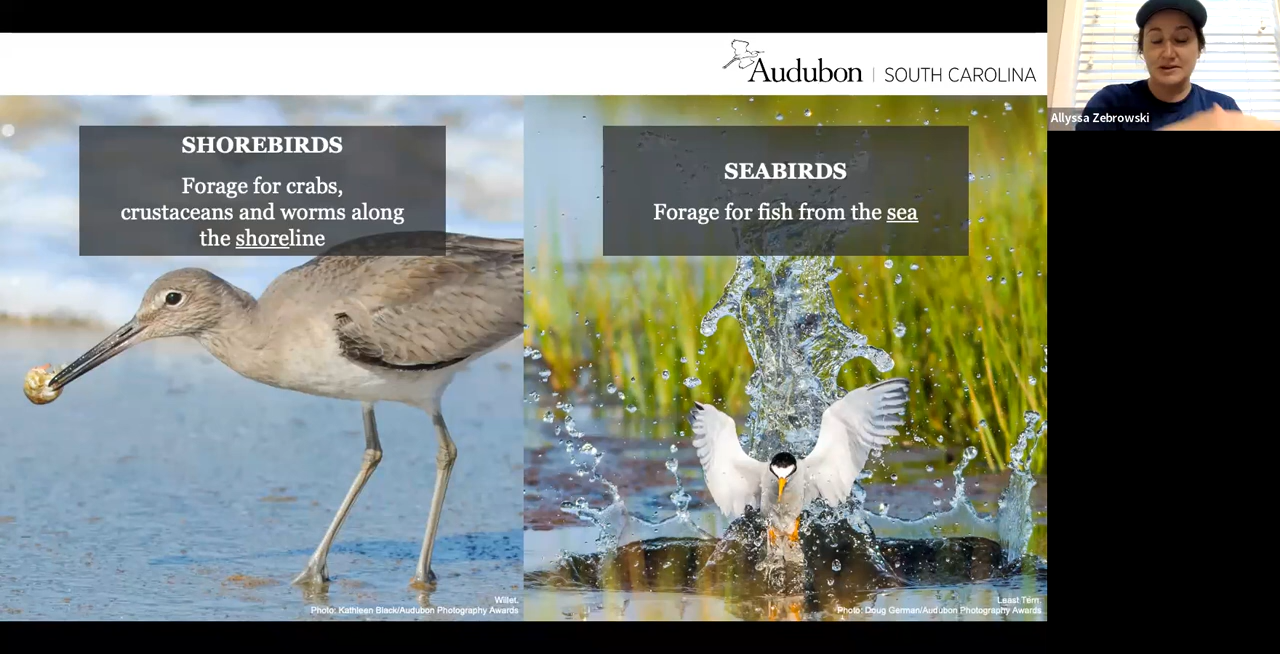 Audubon | SOUTH CAROLINA
SHOREBIRDS
Forage for crabs,
crustaceans and worms along
the shoreline
SEABIRDS
Forage for fish from the sea
Willet.
Photo: Kathleen Black/Audubon Photography Awards
Least Tern.
Photo: Doug German/Audubon Photography Awards
Allyssa Zebrowski